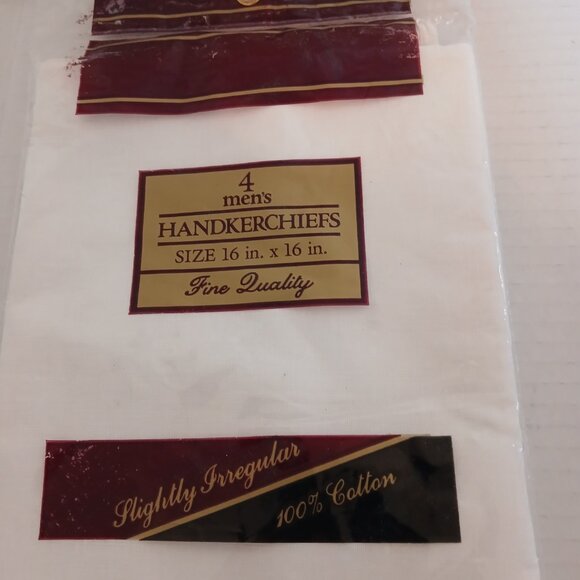 4
men's
HANDKERCHIEFS
SIZE 16 in. x 16 in.
Fine Quality
Slightly Irregular
100% Cotton